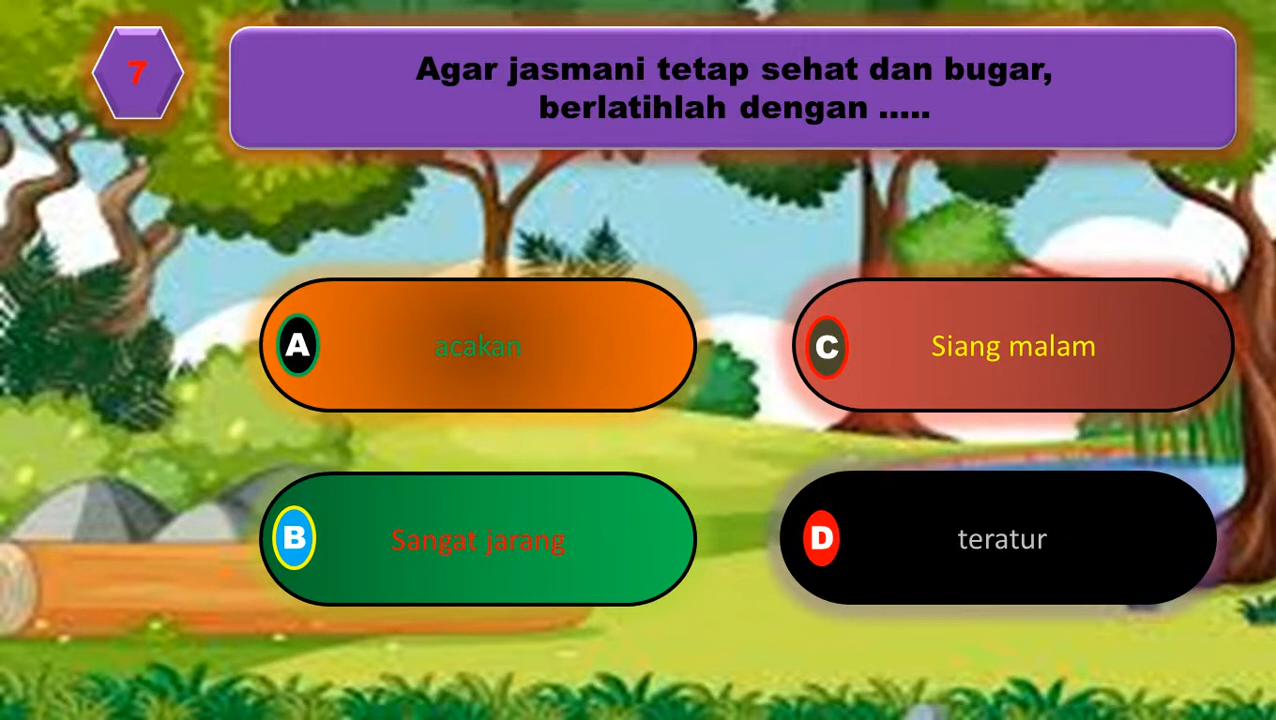 7
Agar jasmani tetap sehat dan bugar,
berlatihlah dengan .....
A acakan
C Siang malam
B Sangat jarang
D teratur